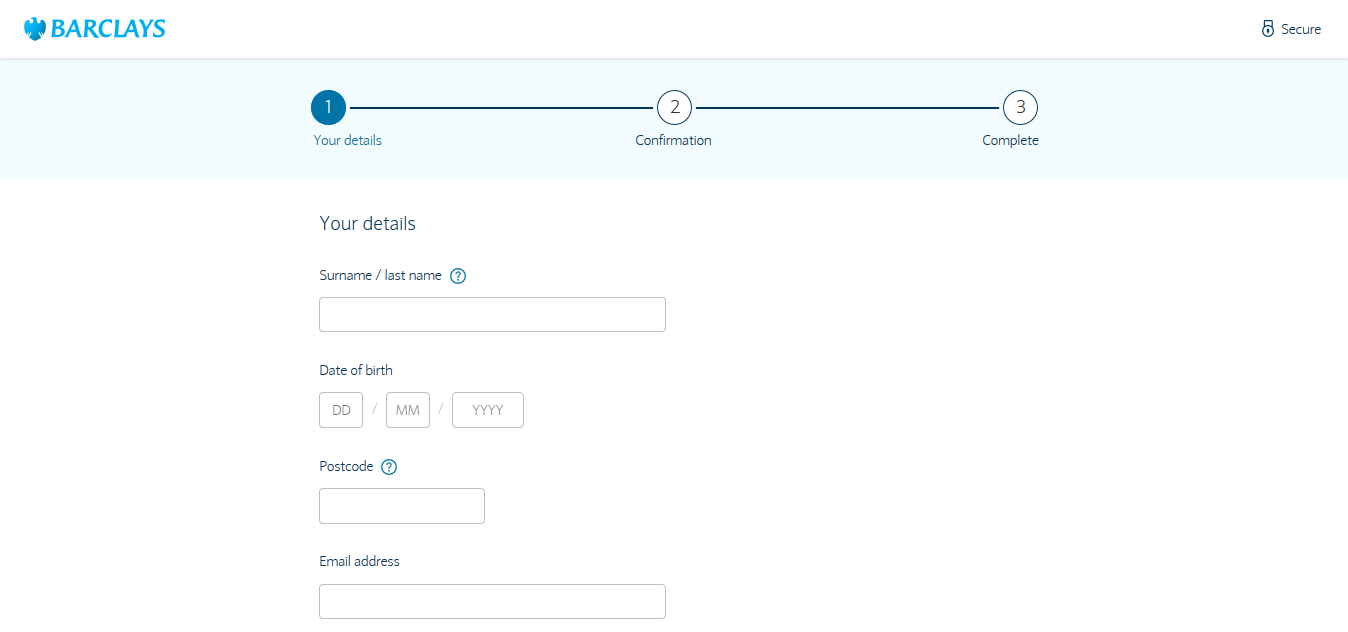 BARCLAYS
Secure
1 2 3
Your details Confirmation Complete
Your details
Surname / last name ?
Date of birth
DD / MM / YYYY
Postcode ?
Email address